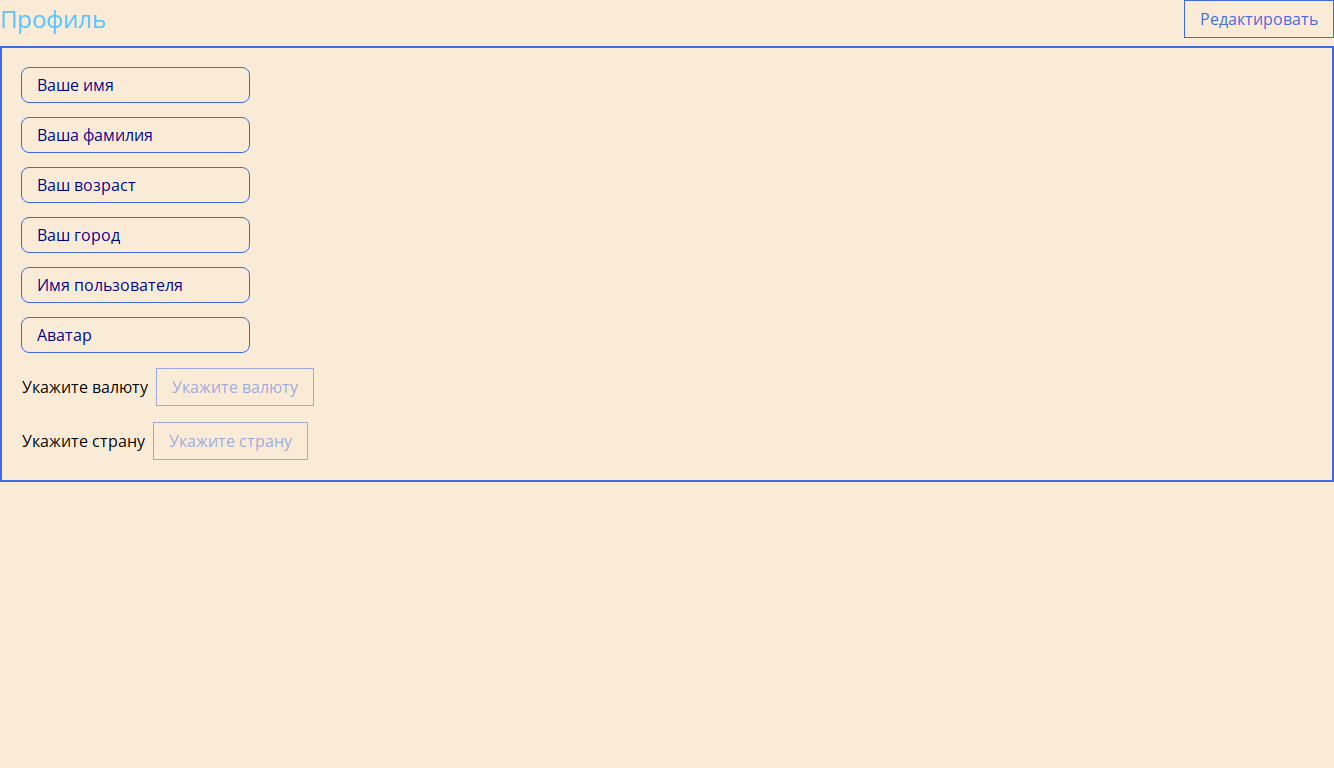 Профиль
Редактировать
Ваше имя
Ваша фамилия
Ваш возраст
Ваш город
Имя пользователя
Аватар
Укажите валюту Укажите валюту
Укажите страну Укажите страну